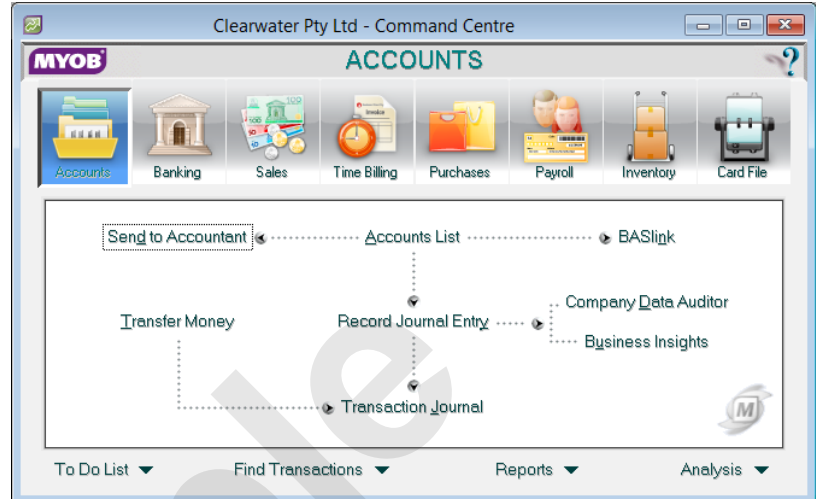 Clearwater Pty Ltd - Command Centre
MYOB
ACCOUNTS
Accounts Banking Sales Time Billing Purchases Payroll Inventory Card File
Send to Accountant Accounts List BASlink
Company Data Auditor
Transfer Money Record Journal Entry
Business Insights
Transaction Journal
To Do List Find Transactions Reports Analysis